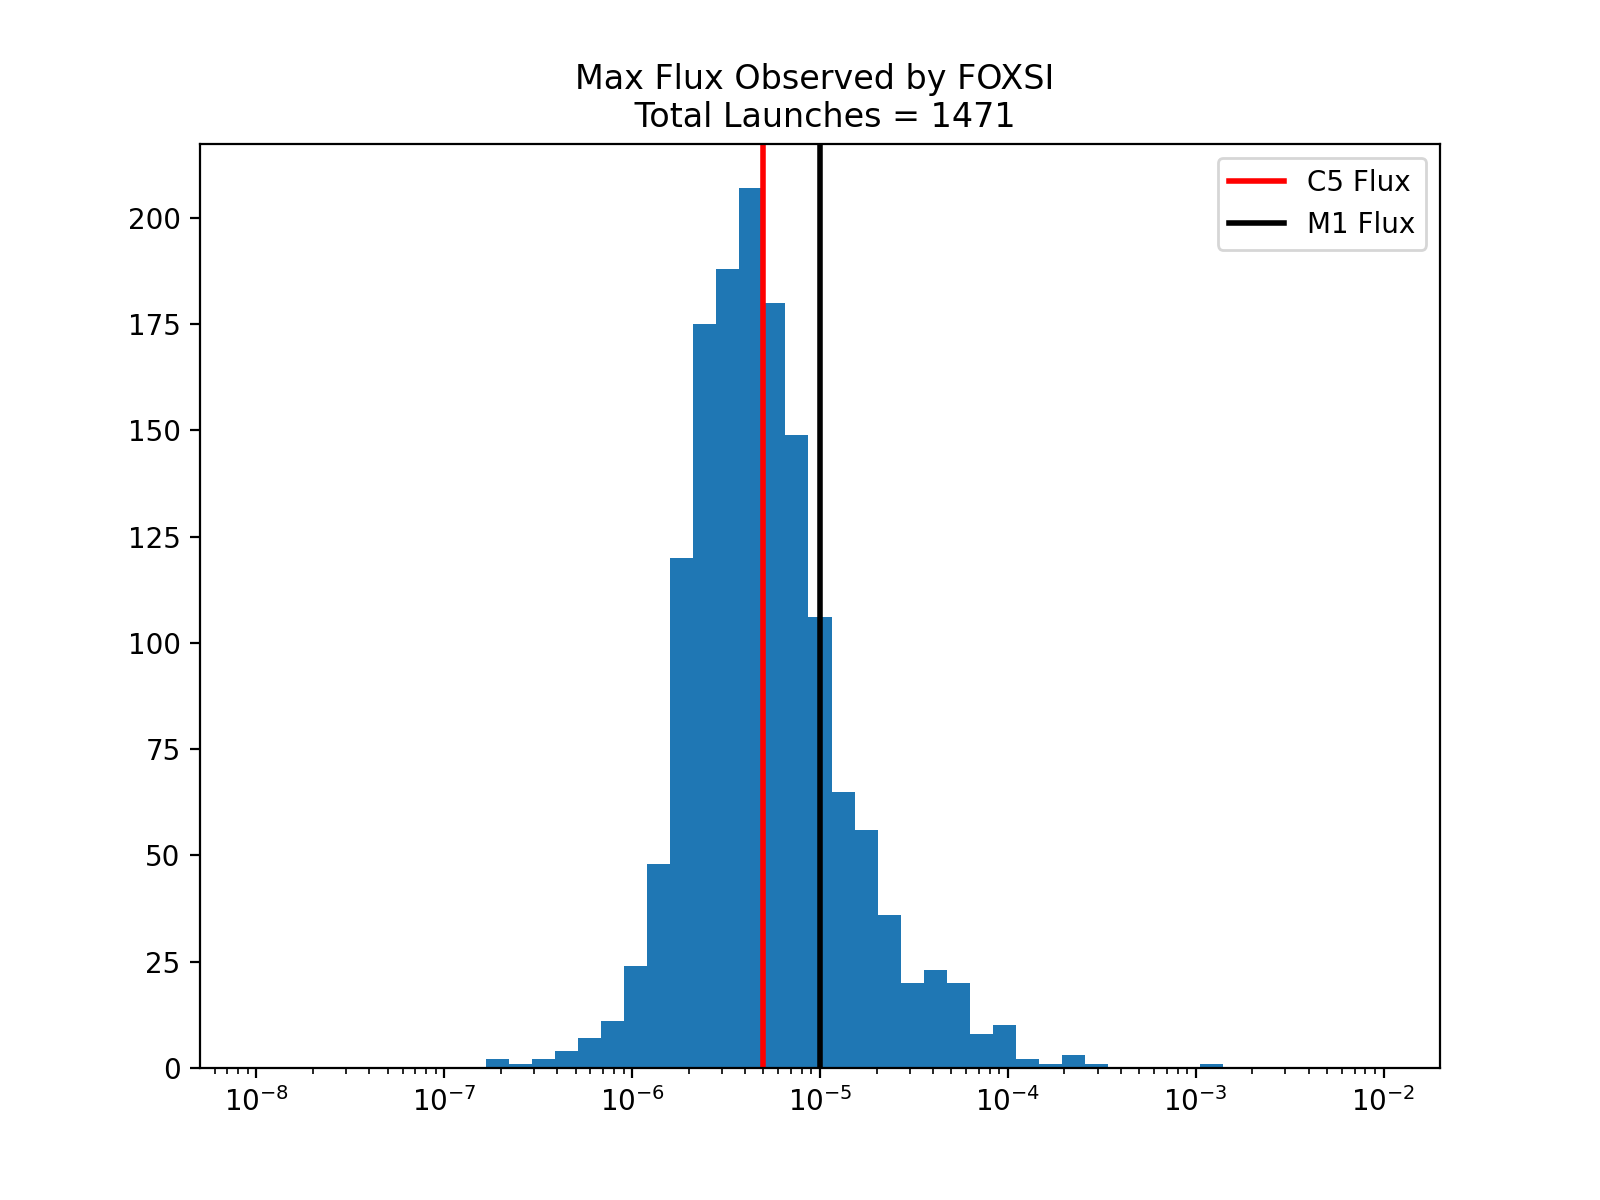 Max Flux Observed by FOXSI
Total Launches = 1471
C5 Flux
M1 Flux
200
175
150
125
100
75
50
25
0
10⁻⁸ 10⁻⁷ 10⁻⁶ 10⁻⁵ 10⁻⁴ 10⁻³ 10⁻²